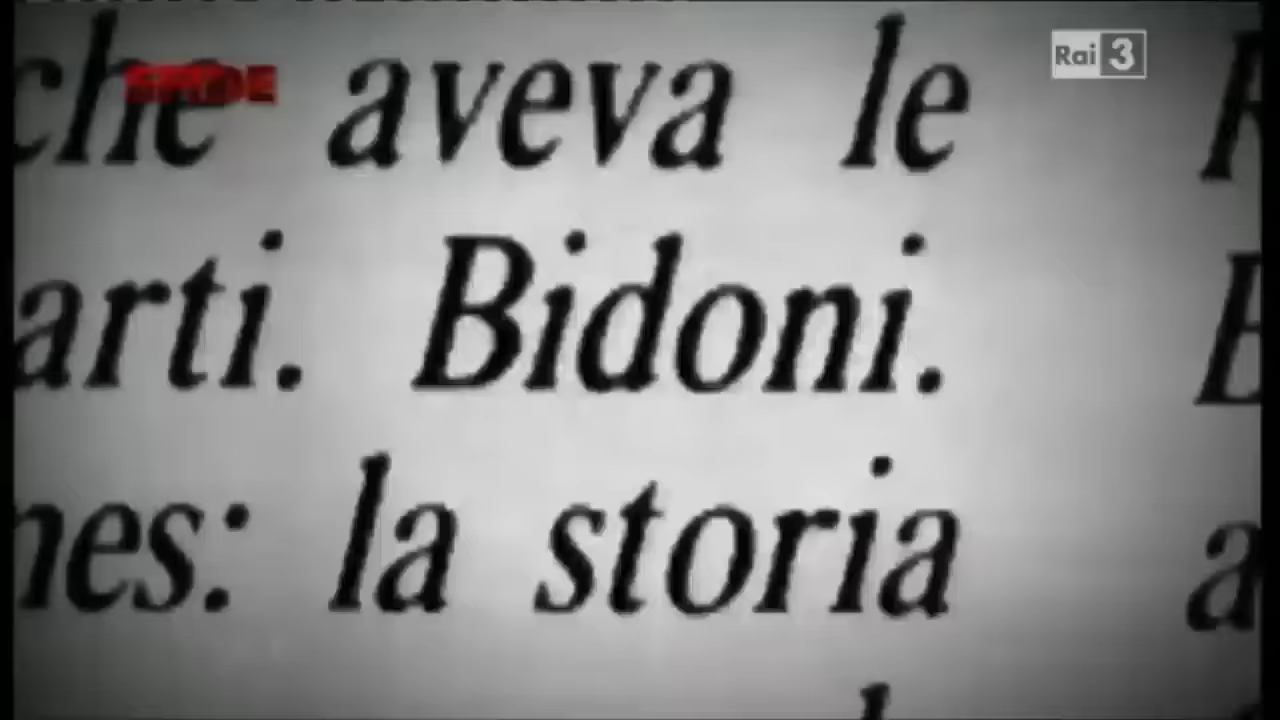 che aveva le
arti. Bidoni.
nes: la storia
Rai 3